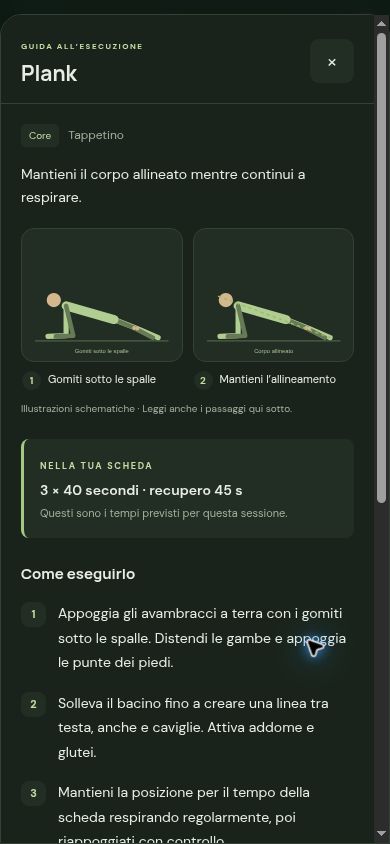 GUIDA ALL'ESECUZIONE
Plank
×
Core Tappetino
Mantieni il corpo allineato mentre continui a
respirare.
Gomiti sotto le spalle
Corpo allineato
1 Gomiti sotto le spalle
2 Mantieni l'allineamento
Illustrazioni schematiche · Leggi anche i passaggi qui sotto.
NELLA TUA SCHEDA
3 × 40 secondi · recupero 45 s
Questi sono i tempi previsti per questa sessione.
Come eseguirlo
1 Appoggia gli avambracci a terra con i gomiti
sotto le spalle. Distendi le gambe e appoggia
le punte dei piedi.
2 Solleva il bacino fino a creare una linea tra
testa, anche e caviglie. Attiva addome e
glutei.
3 Mantieni la posizione per il tempo della
scheda respirando regolarmente, poi
riappoggiati con controllo.